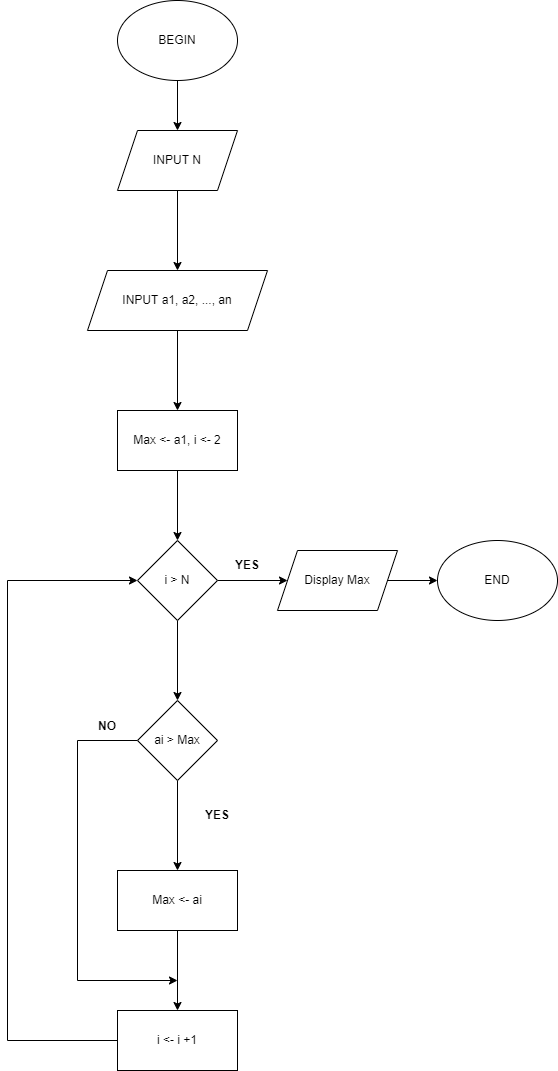 BEGIN
INPUT N
INPUT a1, a2, ..., an
Max <- a1, i <- 2
i > N
YES
Display Max
END
NO
ai > Max
YES
Max <- ai
i <- i +1